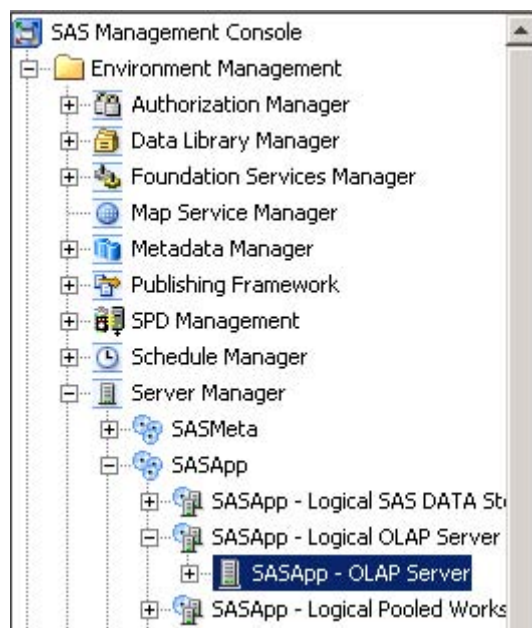 SAS Management Console
Environment Management
Authorization Manager
Data Library Manager
Foundation Services Manager
Map Service Manager
Metadata Manager
Publishing Framework
SPD Management
Schedule Manager
Server Manager
SASMeta
SASApp
SASApp - Logical SAS DATA St
SASApp - Logical OLAP Server
SASApp - OLAP Server
SASApp - Logical Pooled Works